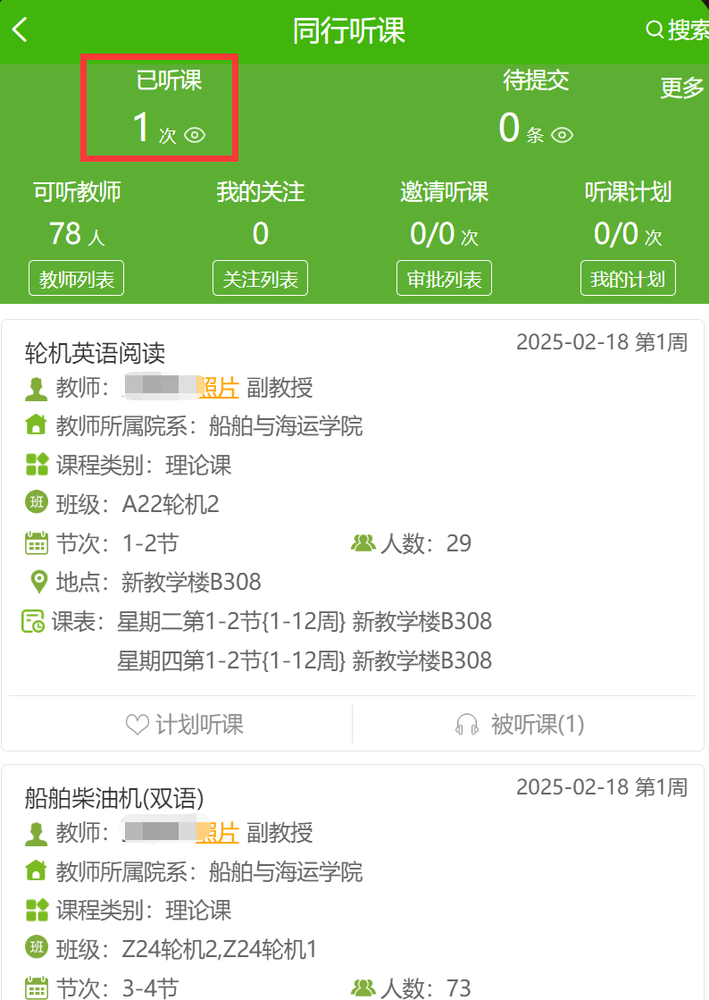 同行听课 搜索
已听课 待提交 更多
1 次 0 条
可听教师 我的关注 邀请听课 听课计划
78 人 0 0/0 次 0/0 次
教师列表 关注列表 审批列表 我的计划
轮机英语阅读 2025-02-18 第1周
教师： 照片 副教授
教师所属院系：船舶与海运学院
课程类别：理论课
班 班级：A22轮机2
节次：1-2节 人数：29
地点：新教学楼B308
课表：星期二第1-2节{1-12周} 新教学楼B308
星期四第1-2节{1-12周} 新教学楼B308
计划听课 被听课(1)
船舶柴油机(双语) 2025-02-18 第1周
教师： 照片 副教授
教师所属院系：船舶与海运学院
课程类别：理论课
班 班级：Z24轮机2,Z24轮机1
节次：3-4节 人数：73